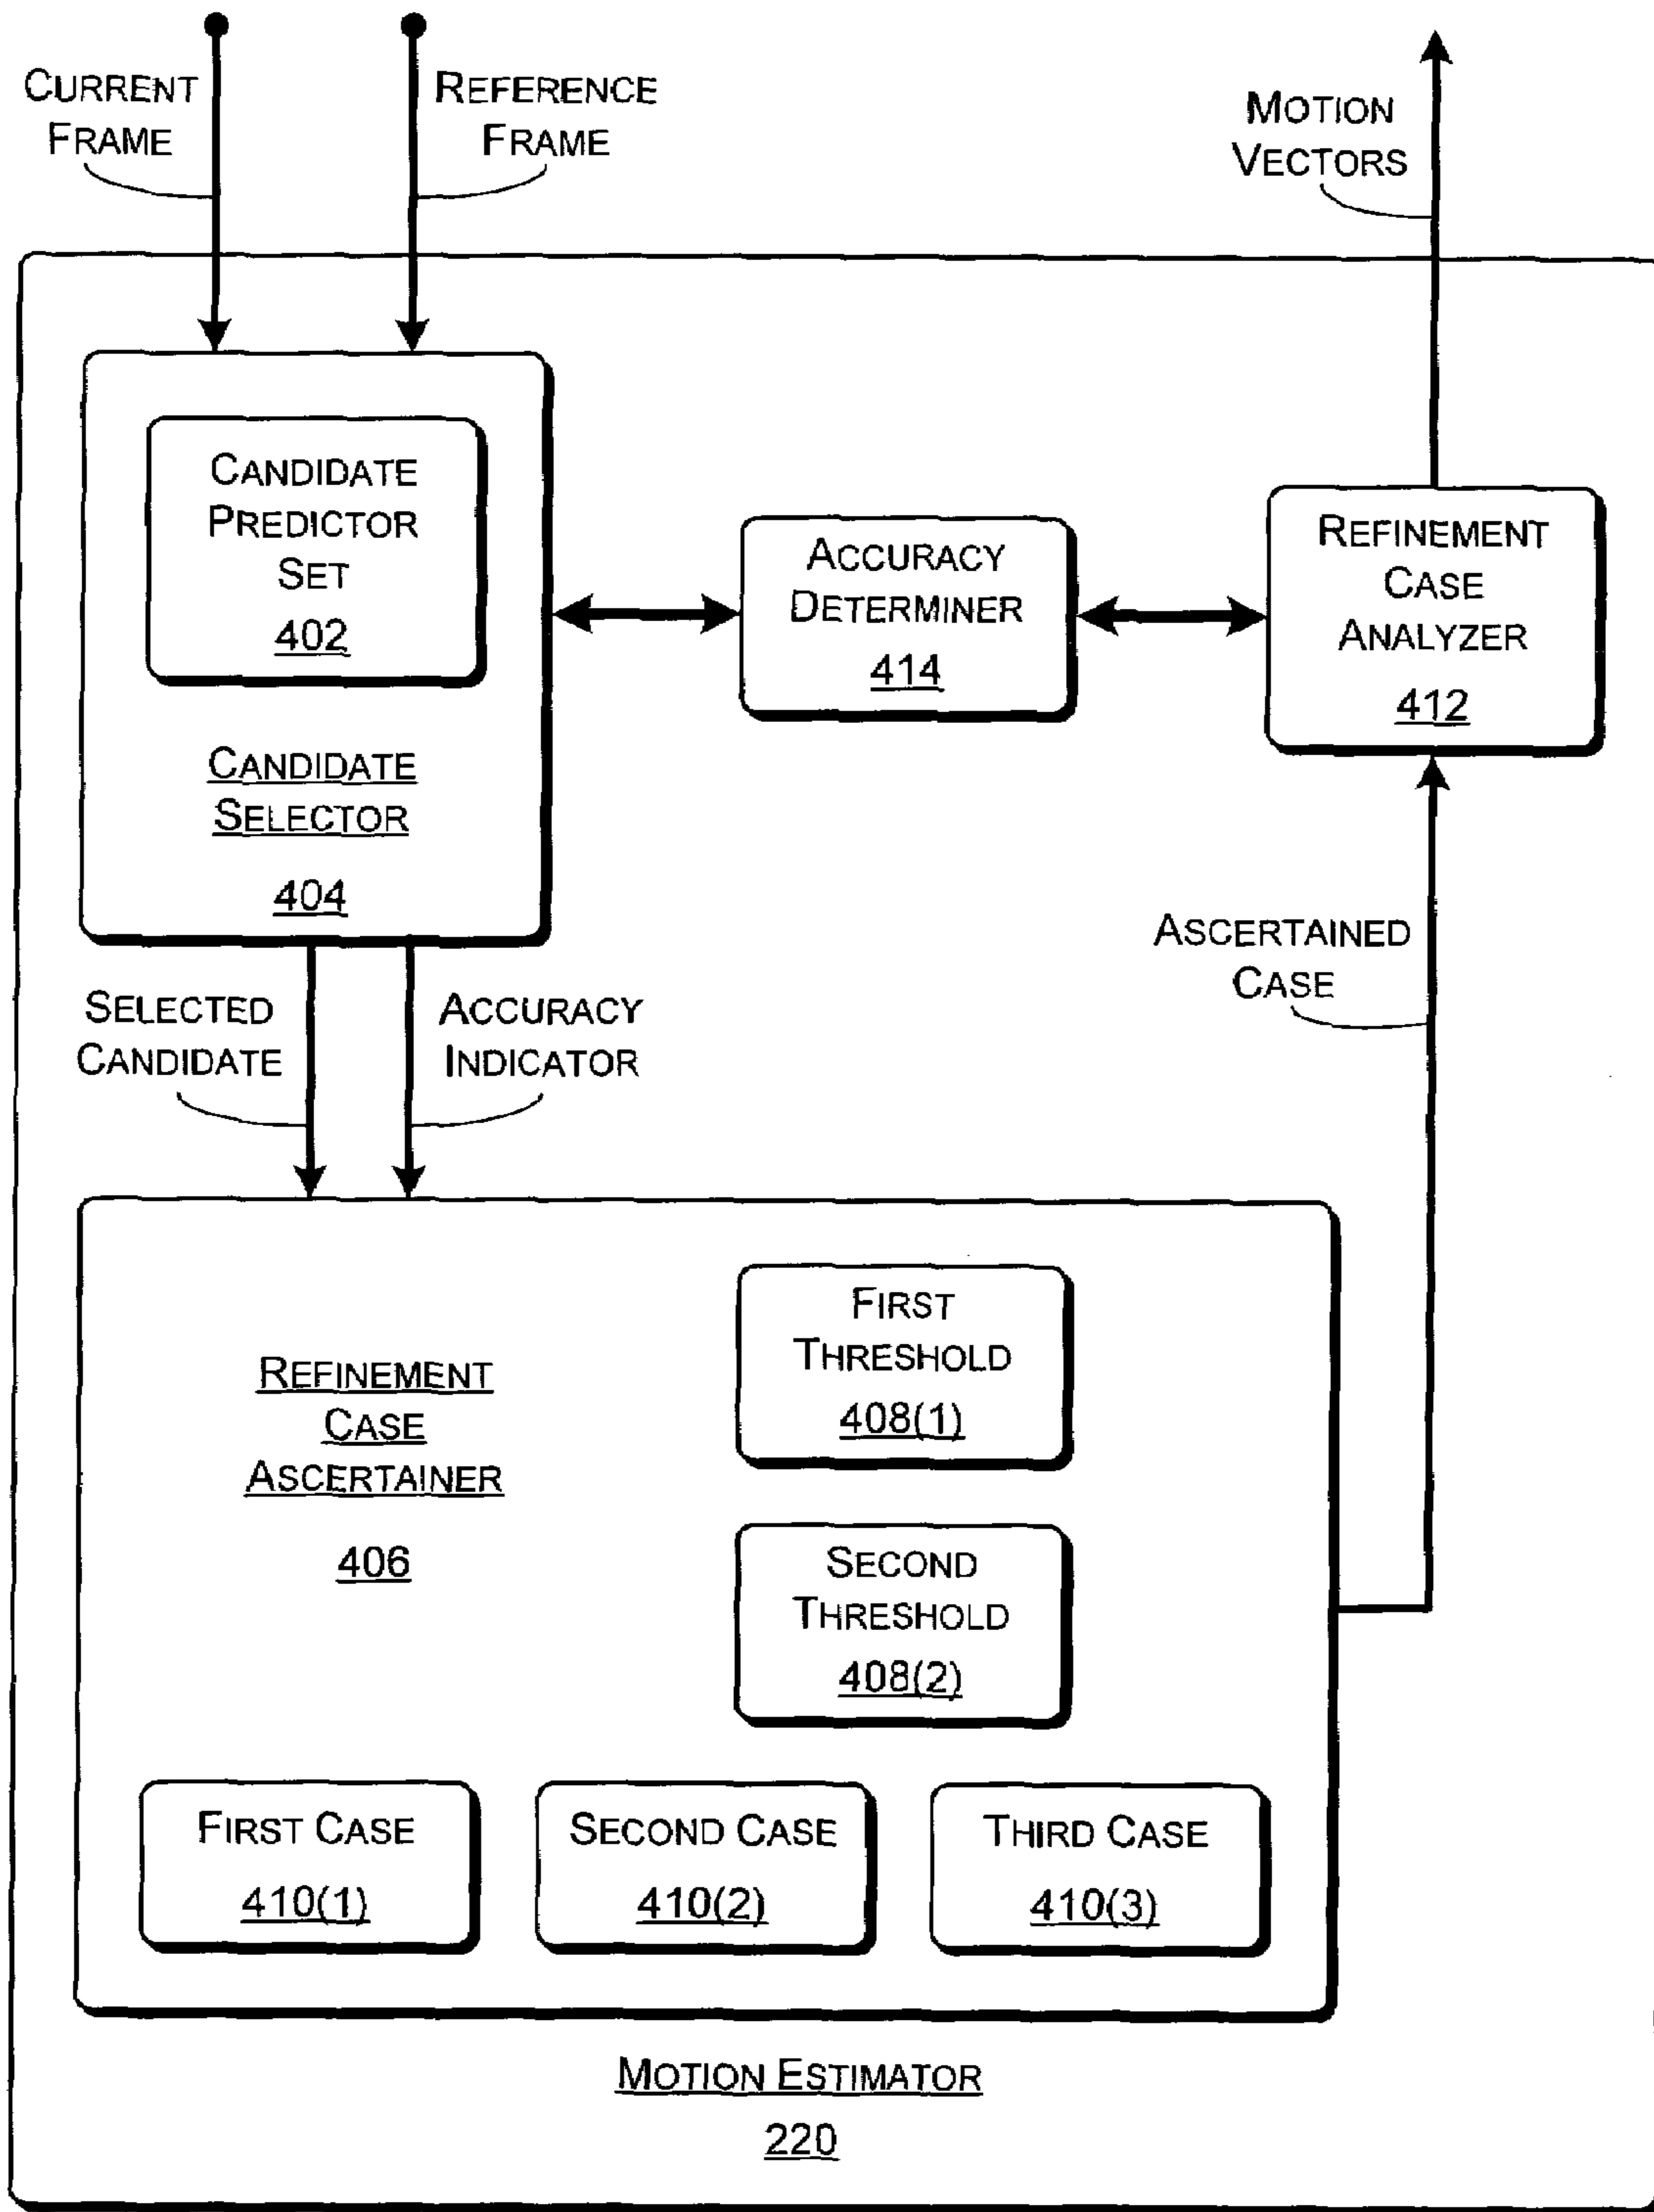 CURRENT
FRAME
REFERENCE
FRAME
MOTION
VECTORS
CANDIDATE
PREDICTOR
SET
402
CANDIDATE
SELECTOR
404
ACCURACY
DETERMINER
414
REFINEMENT
CASE
ANALYZER
412
SELECTED
CANDIDATE
ACCURACY
INDICATOR
ASCERTAINED
CASE
REFINEMENT
CASE
ASCERTAINER
406
FIRST
THRESHOLD
408(1)
SECOND
THRESHOLD
408(2)
FIRST CASE
410(1)
SECOND CASE
410(2)
THIRD CASE
410(3)
MOTION ESTIMATOR
220